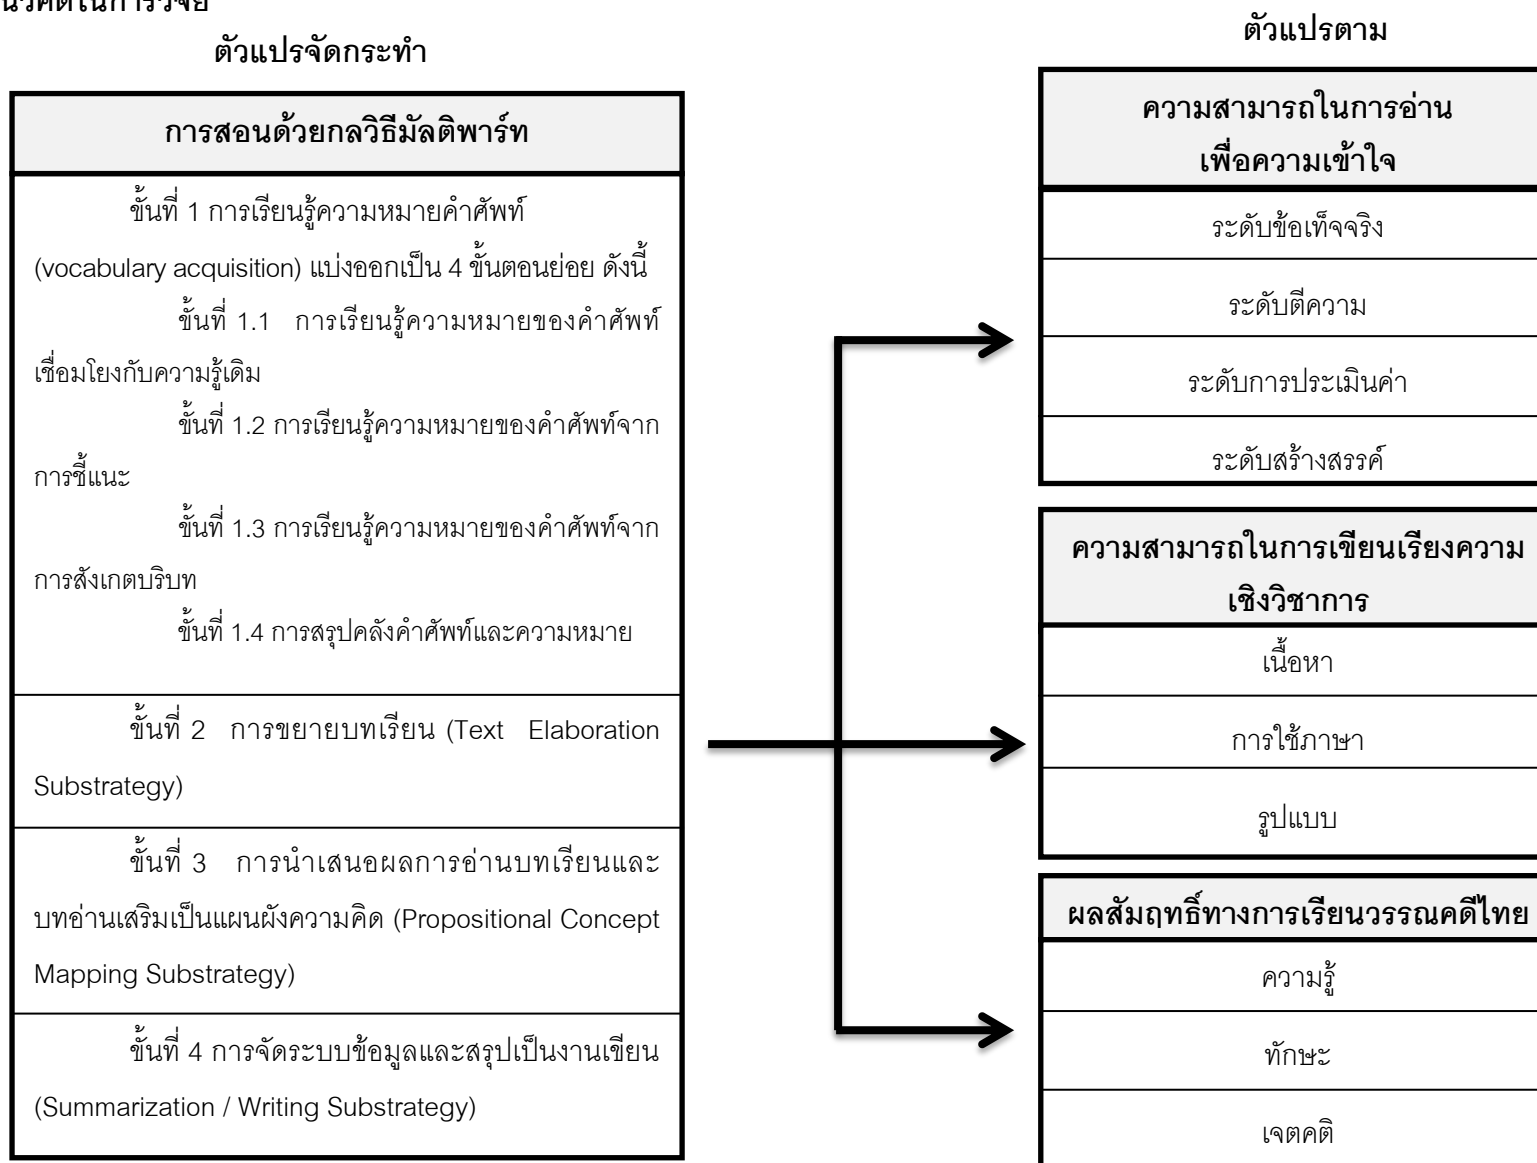 ตัวแปรจัดกระทำ
การสอนด้วยกลวิธีมัลติพาร์ท
ขั้นที่ 1 การเรียนรู้ความหมายคำศัพท์
(vocabulary acquisition) แบ่งออกเป็น 4 ขั้นตอนย่อย ดังนี้
ขั้นที่ 1.1 การเรียนรู้ความหมายของคำศัพท์
เชื่อมโยงกับความรู้เดิม
ขั้นที่ 1.2 การเรียนรู้ความหมายของคำศัพท์จาก
การชี้แนะ
ขั้นที่ 1.3 การเรียนรู้ความหมายของคำศัพท์จาก
การสังเกตบริบท
ขั้นที่ 1.4 การสรุปคลังคำศัพท์และความหมาย
ขั้นที่ 2 การขยายบทเรียน (Text Elaboration
Substrategy)
ขั้นที่ 3 การนำเสนอผลการอ่านบทเรียนและ
บทอ่านเสริมเป็นแผนผังความคิด (Propositional Concept
Mapping Substrategy)
ขั้นที่ 4 การจัดระบบข้อมูลและสรุปเป็นงานเขียน
(Summarization / Writing Substrategy)
ตัวแปรตาม
ความสามารถในการอ่าน
เพื่อความเข้าใจ
ระดับข้อเท็จจริง
ระดับตีความ
ระดับการประเมินค่า
ระดับสร้างสรรค์
ความสามารถในการเขียนเรียงความ
เชิงวิชาการ
เนื้อหา
การใช้ภาษา
รูปแบบ
ผลสัมฤทธิ์ทางการเรียนวรรณคดีไทย
ความรู้
ทักษะ
เจตคติ